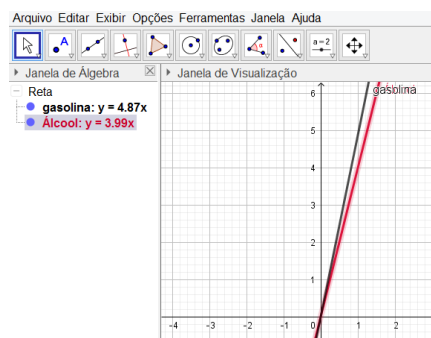 Arquivo Editar Exibir Opções Ferramentas Janela Ajuda
A
α
a=2
Janela de Álgebra
Janela de Visualização
Reta
gasolina: y = 4.87x
Álcool: y = 3.99x
gasolina
6
5
4
3
2
1
-4 -3 -2 -1 0 1 2